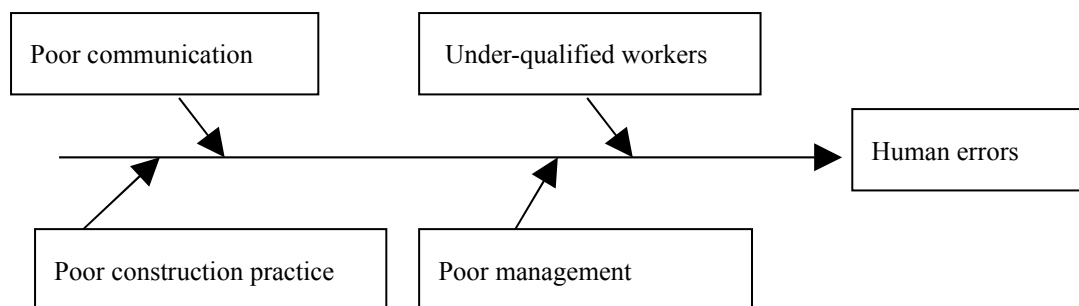 Poor communication
Under-qualified workers
Human errors
Poor construction practice
Poor management